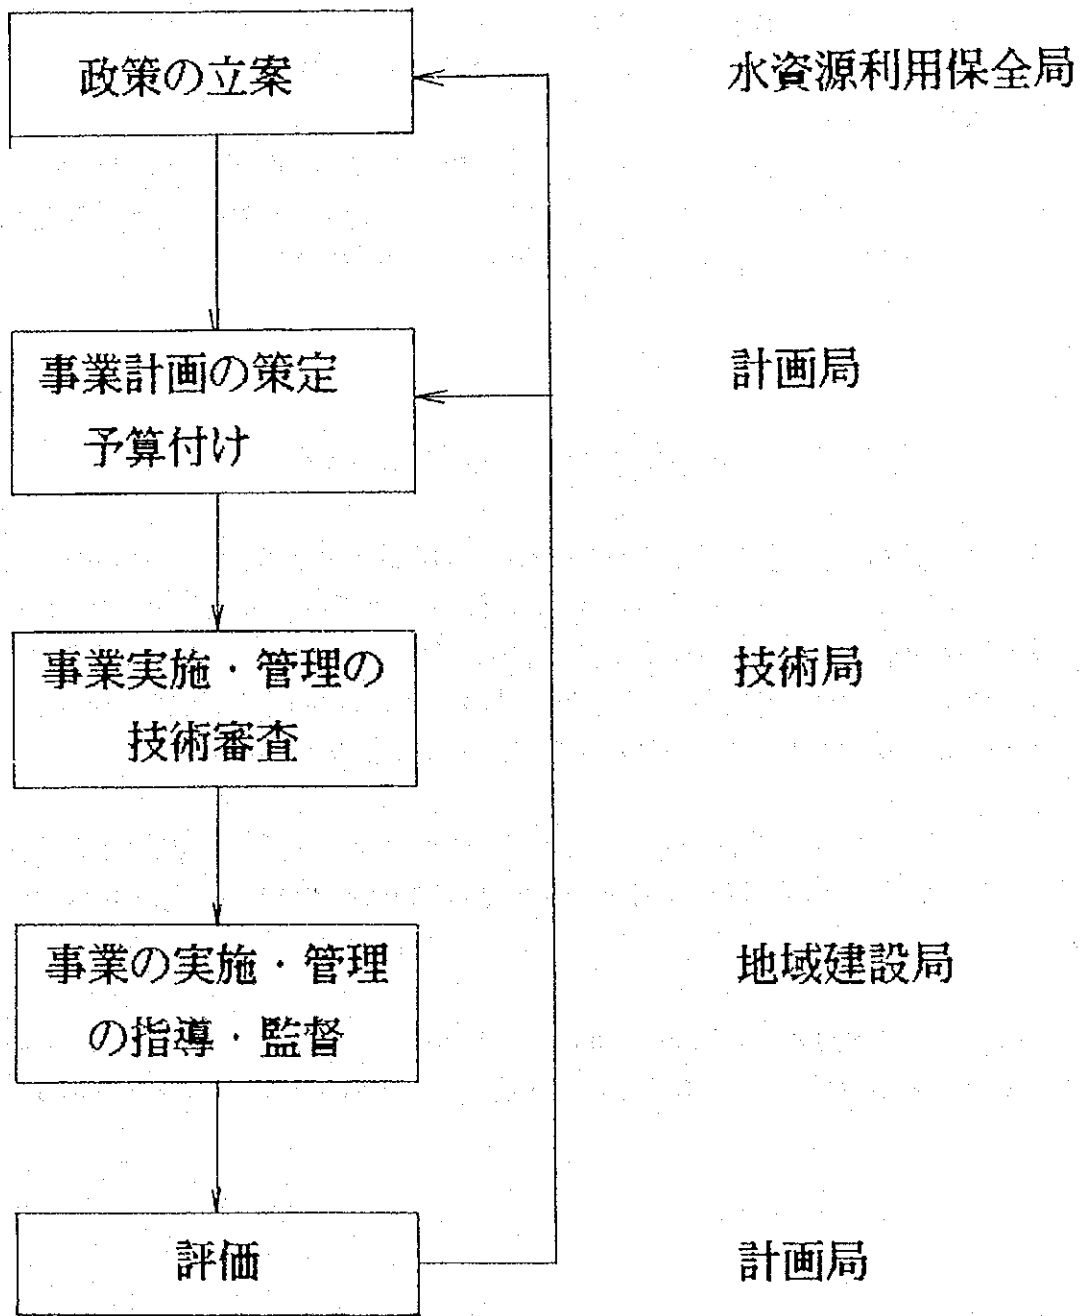 政策の立案
水資源利用保全局
事業計画の策定
予算付け
計画局
事業実施・管理の
技術審査
技術局
事業の実施・管理
の指導・監督
地域建設局
評価
計画局